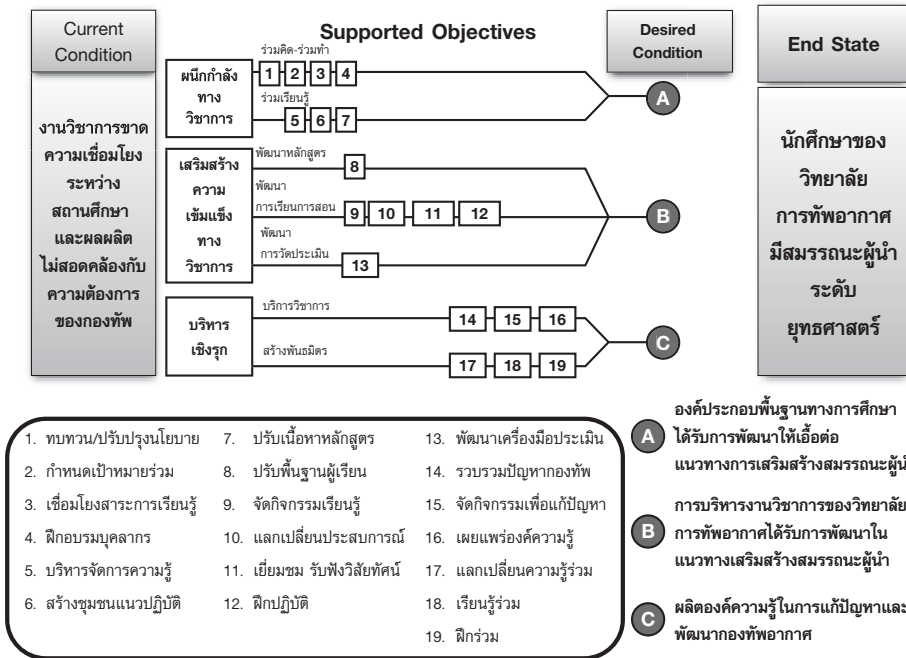 Current
Condition
Supported Objectives
Desired
Condition
End State
งานวิชาการขาด
ความเชื่อมโยง
ระหว่าง
สถานศึกษา
และผลผลิต
ไม่สอดคล้องกับ
ความต้องการ
ของกองทัพ
ผนึกกำลัง
ทาง
วิชาการ
ร่วมคิด-ร่วมทำ
1 2 3 4
ร่วมเรียนรู้
5 6 7
A
เสริมสร้าง
ความ
เข้มแข็ง
ทาง
วิชาการ
พัฒนาหลักสูตร
8
พัฒนา
การเรียนการสอน
9 10 11 12
พัฒนา
การวัดประเมิน
13
B
บริหาร
เชิงรุก
บริการวิชาการ
14 15 16
สร้างพันธมิตร
17 18 19
C
นักศึกษาของ
วิทยาลัย
การทัพอากาศ
มีสมรรถนะผู้นำ
ระดับ
ยุทธศาสตร์
1. ทบทวน/ปรับปรุงนโยบาย
2. กำหนดเป้าหมายร่วม
3. เชื่อมโยงสาระการเรียนรู้
4. ฝึกอบรมบุคลากร
5. บริหารจัดการความรู้
6. สร้างชุมชนแนวปฏิบัติ
7. ปรับเนื้อหาหลักสูตร
8. ปรับพื้นฐานผู้เรียน
9. จัดกิจกรรมเรียนรู้
10. แลกเปลี่ยนประสบการณ์
11. เยี่ยมชม รับฟังวิสัยทัศน์
12. ฝึกปฏิบัติ
13. พัฒนาเครื่องมือประเมิน
14. รวบรวมปัญหากองทัพ
15. จัดกิจกรรมเพื่อแก้ปัญหา
16. เผยแพร่องค์ความรู้
17. แลกเปลี่ยนความรู้ร่วม
18. เรียนรู้ร่วม
19. ฝึกร่วม
A
องค์ประกอบพื้นฐานทางการศึกษา
ได้รับการพัฒนาให้เอื้อต่อ
แนวทางการเสริมสร้างสมรรถนะผู้นำ
B
การบริหารงานวิชาการของวิทยาลัย
การทัพอากาศได้รับการพัฒนาใน
แนวทางเสริมสร้างสมรรถนะผู้นำ
C
ผลิตองค์ความรู้ในการแก้ปัญหาและ
พัฒนากองทัพอากาศ